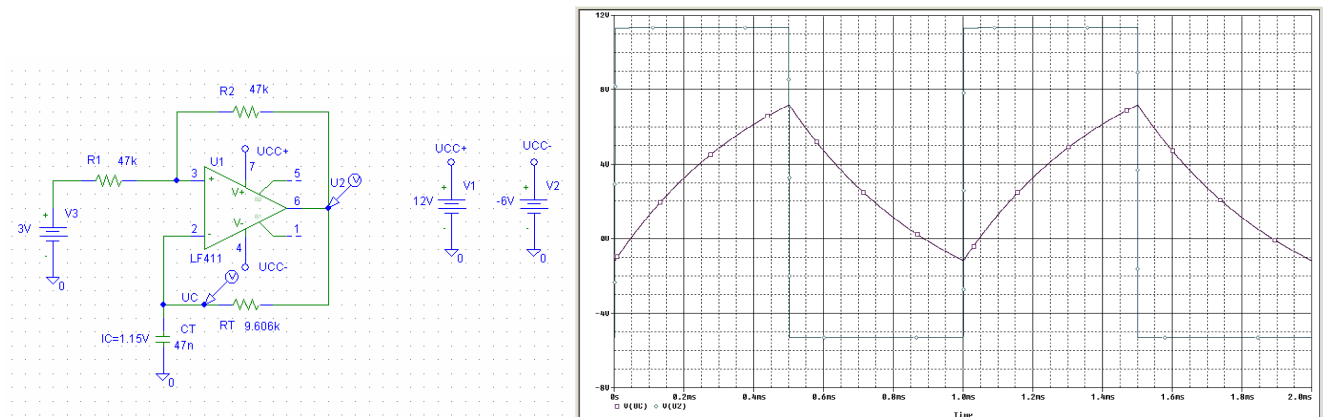 R2 47k
R1 47k
U1
UCC+
7
3
+
5
V+
U2
V
6
V3
3V
+
-
V-
2
-
1
4
LF411
UCC-
0
UC
V
RT 9.606k
IC=1.15V
CT
47n
0
UCC+
+
V1
12V
-
0
UCC-
+
V2
-6V
-
0
12V
8V
4V
0V
-4V
-8V
0s 0.2ms 0.4ms 0.6ms 0.8ms 1.0ms 1.2ms 1.4ms 1.6ms 1.8ms 2.0ms
V(UC) V(U2)
Time